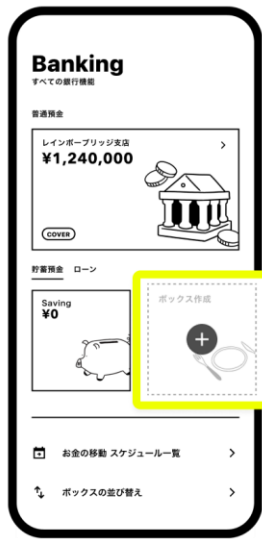 Banking
すべての銀行機能
普通預金
レインボーブリッジ支店
¥1,240,000
COVER
貯蓄預金 ローン
Saving
¥0
ボックス作成
お金の移動 スケジュール一覧
ボックスの並び替え